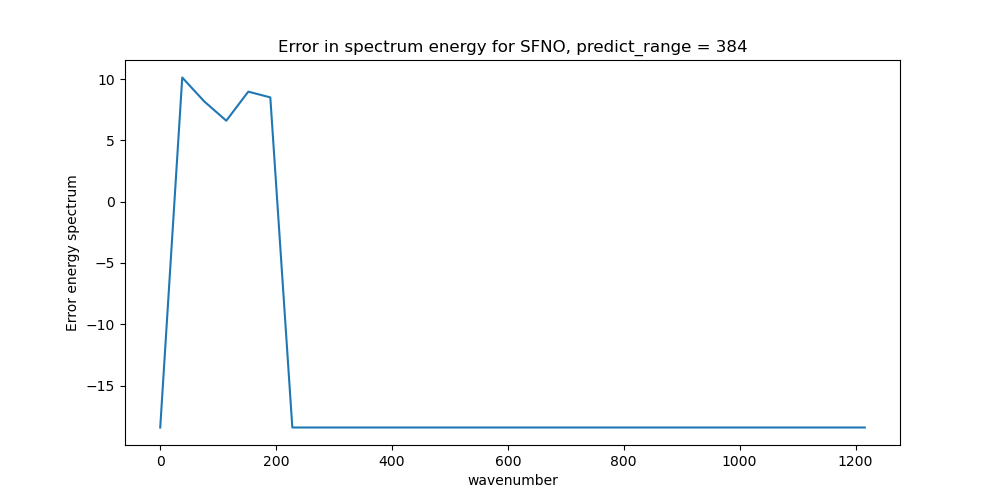 Error in spectrum energy for SFNO, predict_range = 384
Error energy spectrum
10
5
0
−5
−10
−15
0 200 400 600 800 1000 1200
wavenumber